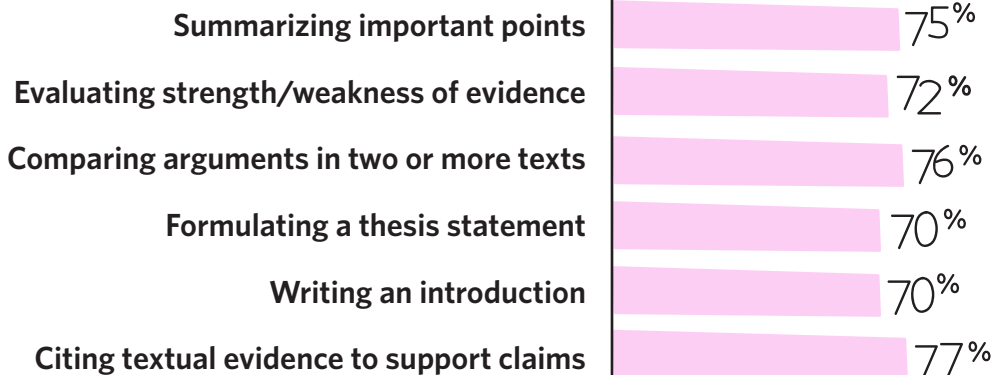 Summarizing important points 75%
Evaluating strength/weakness of evidence 72%
Comparing arguments in two or more texts 76%
Formulating a thesis statement 70%
Writing an introduction 70%
Citing textual evidence to support claims 77%